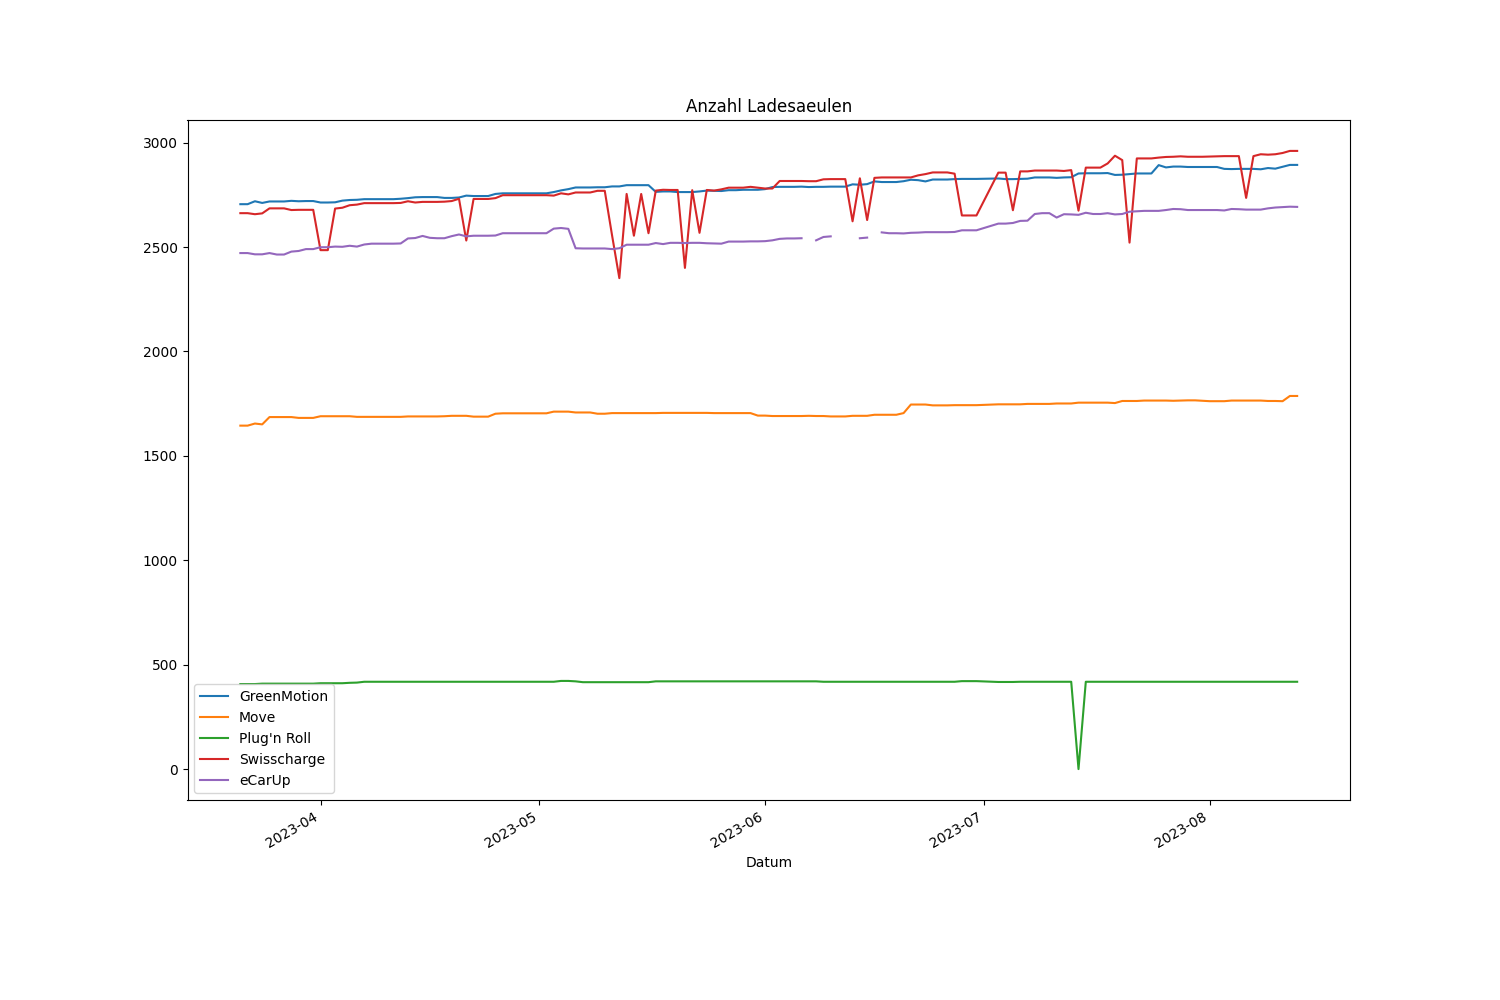 Anzahl Ladesaeulen
3000
2500
2000
1500
1000
500
0
GreenMotion
Move
Plug'n Roll
Swisscharge
eCarUp
2023-04
2023-05
2023-06
2023-07
2023-08
Datum